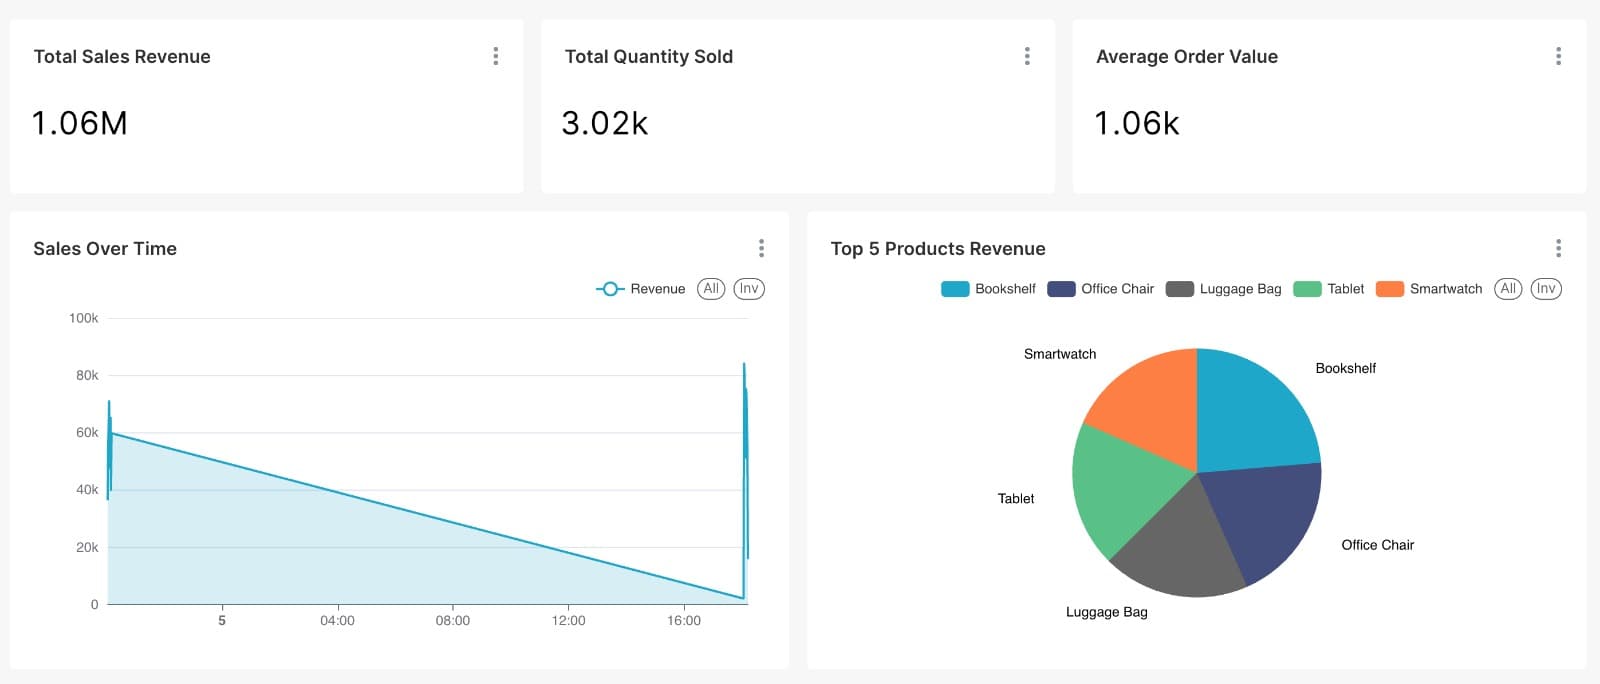 Total Sales Revenue
1.06M
Total Quantity Sold
3.02k
Average Order Value
1.06k
Sales Over Time
Revenue All Inv
100k
80k
60k
40k
20k
0
5 04:00 08:00 12:00 16:00
Top 5 Products Revenue
Bookshelf Office Chair Luggage Bag Tablet Smartwatch All Inv
Smartwatch
Bookshelf
Tablet
Office Chair
Luggage Bag